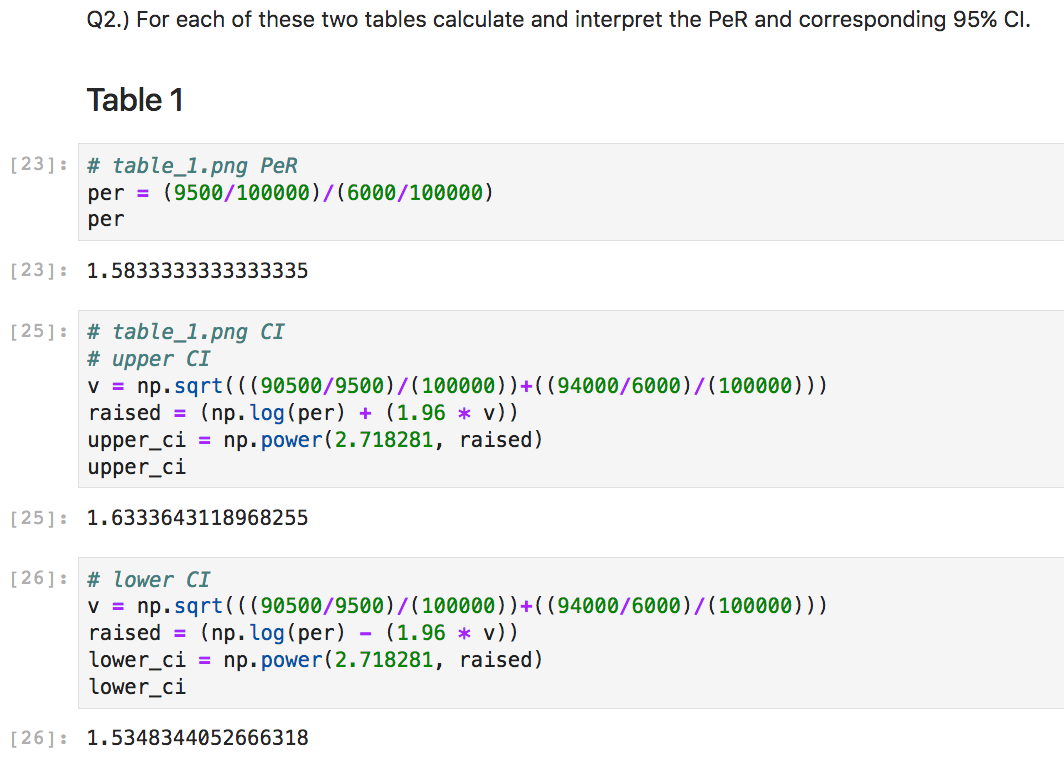 Q2.) For each of these two tables calculate and interpret the PeR and corresponding 95% CI.
Table 1
[23]: # table_1.png PeR
per = (9500/100000)/(6000/100000)
per
[23]: 1.5833333333333335
[25]: # table_1.png CI
# upper CI
v = np.sqrt(((90500/9500)/(100000))+((94000/6000)/(100000)))
raised = (np.log(per) + (1.96 * v))
upper_ci = np.power(2.718281, raised)
upper_ci
[25]: 1.6333643118968255
[26]: # lower CI
v = np.sqrt(((90500/9500)/(100000))+((94000/6000)/(100000)))
raised = (np.log(per) - (1.96 * v))
lower_ci = np.power(2.718281, raised)
lower_ci
[26]: 1.5348344052666318